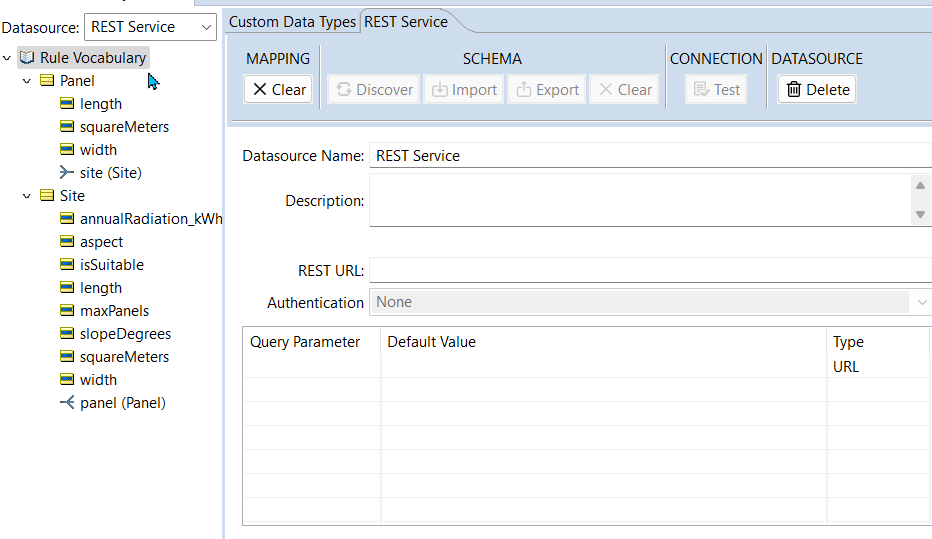 Datasource: REST Service
Rule Vocabulary
Panel
length
squareMeters
width
site (Site)
Site
annualRadiation_kWh
aspect
isSuitable
length
maxPanels
slopeDegrees
squareMeters
width
panel (Panel)
Custom Data Types REST Service
MAPPING SCHEMA CONNECTION DATASOURCE
Clear Discover Import Export Clear Test Delete
Datasource Name: REST Service
Description:
REST URL:
Authentication None
Query Parameter Default Value Type
URL